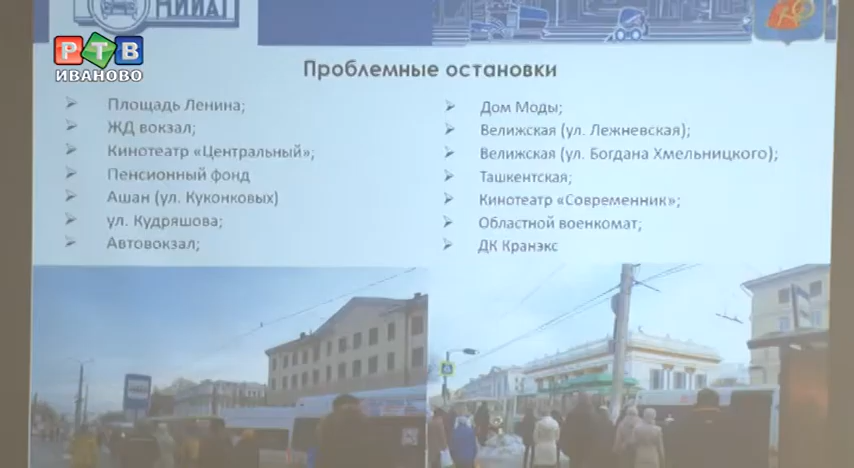 НИИАТ
РТВ
ИВАНОВО
Проблемные остановки
Площадь Ленина;
ЖД вокзал;
Кинотеатр «Центральный»;
Пенсионный фонд
Ашан (ул. Куконковых)
ул. Кудряшова;
Автовокзал;
Дом Моды;
Велижская (ул. Лежневская);
Велижская (ул. Богдана Хмельницкого);
Ташкентская;
Кинотеатр «Современник»;
Областной военкомат;
ДК Кранэкс